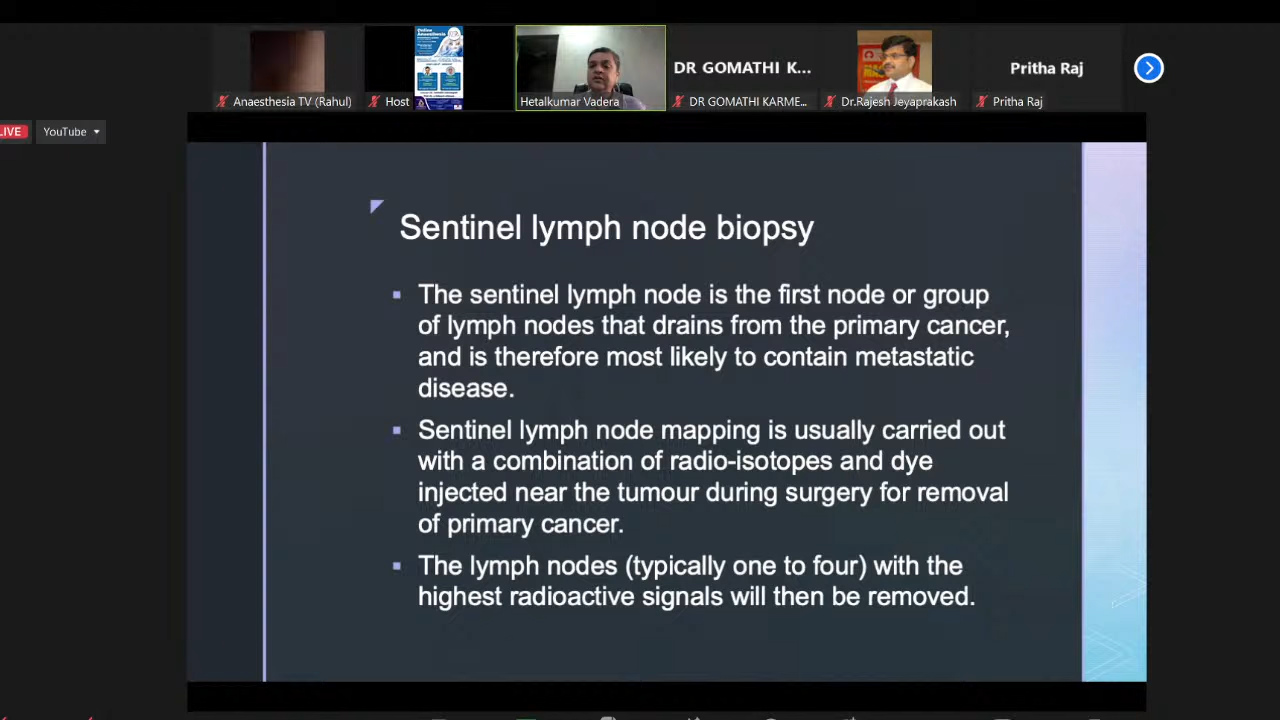 DR GOMATHI K...
Pritha Raj
Anaesthesia TV (Rahul)
Host
Hetalkumar Vadera
DR GOMATHI KARME...
Dr.Rajesh Jeyaprakash
Pritha Raj
LIVE
YouTube
Sentinel lymph node biopsy
The sentinel lymph node is the first node or group
of lymph nodes that drains from the primary cancer,
and is therefore most likely to contain metastatic
disease.
Sentinel lymph node mapping is usually carried out
with a combination of radio-isotopes and dye
injected near the tumour during surgery for removal
of primary cancer.
The lymph nodes (typically one to four) with the
highest radioactive signals will then be removed.